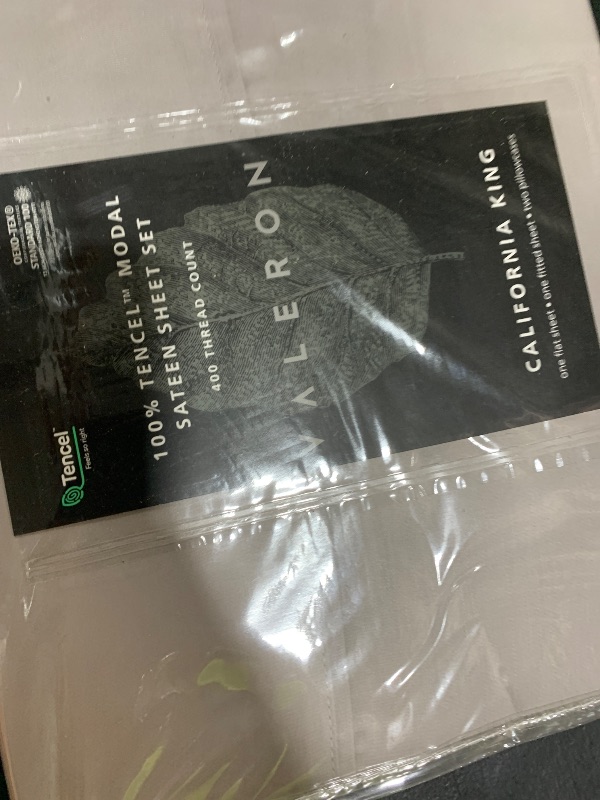 Tencel™
Feels so right
OEKO-TEX®
STANDARD 100
100% TENCEL™ MODAL
SATEEN SHEET SET
400 THREAD COUNT
VALERON
CALIFORNIA KING
one flat sheet • one fitted sheet • two pillowcases